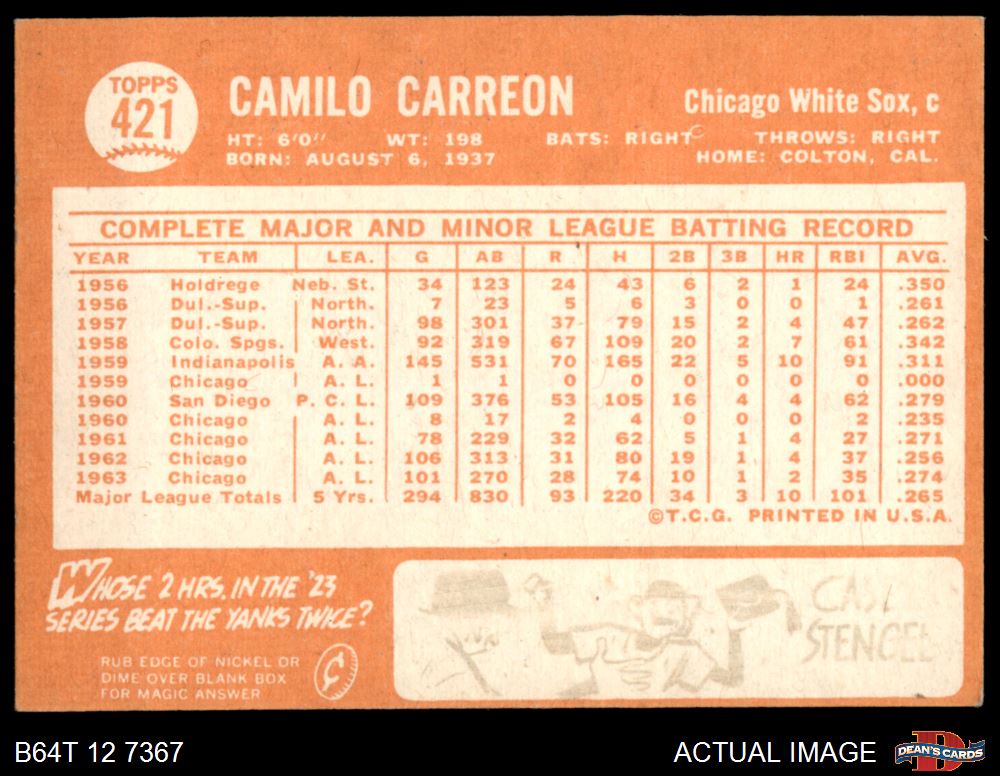 TOPPS
421
CAMILO CARREON
Chicago White Sox, c
HT: 6'0" WT: 198 BATS: RIGHT THROWS: RIGHT
BORN: AUGUST 6, 1937 HOME: COLTON, CAL.
COMPLETE MAJOR AND MINOR LEAGUE BATTING RECORD
YEAR TEAM LEA. G AB R H 2B 3B HR RBI AVG.
1956 Holdrege Neb. St. 34 123 24 43 6 2 1 24 .350
1956 Dul.-Sup. North. 7 23 5 6 3 0 0 1 .261
1957 Dul.-Sup. North. 98 301 37 79 15 2 4 47 .262
1958 Colo. Spgs. West. 92 319 67 109 20 2 7 61 .342
1959 Indianapolis A. A. 145 531 70 165 22 5 10 91 .311
1959 Chicago A. L. 1 1 0 0 0 0 0 0 .000
1960 San Diego P. C. L. 109 376 53 105 16 4 4 62 .279
1960 Chicago A. L. 8 17 2 4 0 0 0 2 .235
1961 Chicago A. L. 78 229 32 62 5 1 4 27 .271
1962 Chicago A. L. 106 313 31 80 19 1 4 37 .256
1963 Chicago A. L. 101 270 28 74 10 1 2 35 .274
Major League Totals 5 Yrs. 294 830 93 220 34 3 10 101 .265
©T.C.G. PRINTED IN U.S.A.
WHOSE 2 HRS. IN THE '23
SERIES BEAT THE YANKS TWICE?
RUB EDGE OF NICKEL OR
DIME OVER BLANK BOX
FOR MAGIC ANSWER
CASEY
STENGEL
B64T 12 7367
ACTUAL IMAGE
DEAN'S CARDS